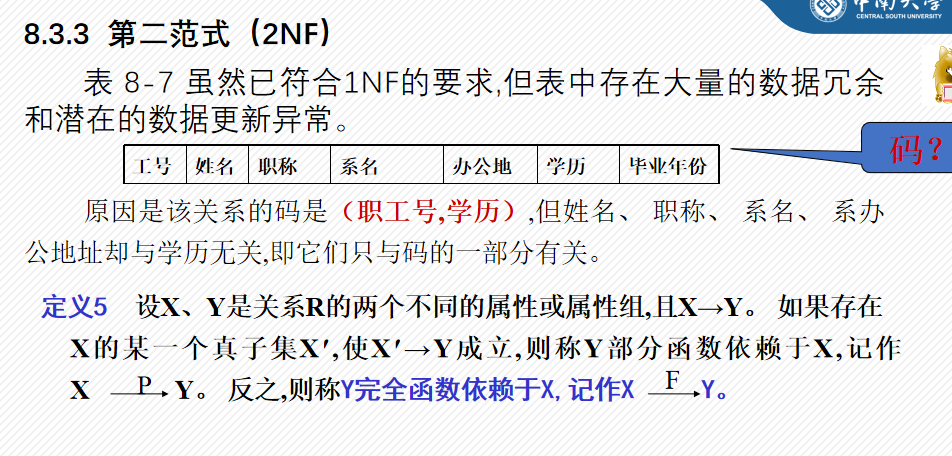 中南大学
CENTRAL SOUTH UNIVERSITY
8.3.3 第二范式（2NF）
表 8-7 虽然已符合1NF的要求,但表中存在大量的数据冗余
和潜在的数据更新异常。
码？
工号 姓名 职称 系名 办公地 学历 毕业年份
原因是该关系的码是（职工号,学历）,但姓名、 职称、 系名、 系办
公地址却与学历无关,即它们只与码的一部分有关。
定义5 设X、Y是关系R的两个不同的属性或属性组,且X→Y。 如果存在
X的某一个真子集X′,使X′→Y成立,则称Y部分函数依赖于X,记作
X P→ Y。 反之,则称Y完全函数依赖于X, 记作X F→Y。